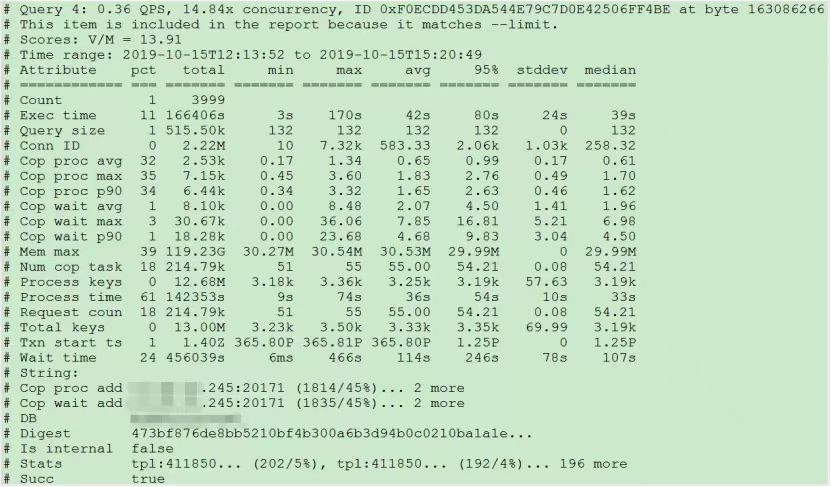 # Query 4: 0.36 QPS, 14.84x concurrency, ID 0xF0ECDD453DA544E79C7D0E42506FF4BE at byte 163086266
# This item is included in the report because it matches --limit.
# Scores: V/M = 13.91
# Time range: 2019-10-15T12:13:52 to 2019-10-15T15:20:49
# Attribute    pct   total     min     max     avg     95%  stddev  median
# ============ === ======= ======= ======= ======= ======= ======= =======
# Count          1    3999
# Exec time     11 166406s      3s    170s     42s     80s     24s     39s
# Query size     1 515.50k     132     132     132     132       0     132
# Conn ID        0   2.22M      10   7.32k  583.33   2.06k   1.03k  258.32
# Cop proc avg  32   2.53k    0.17    1.34    0.65    0.99    0.17    0.61
# Cop proc max  35   7.15k    0.45    3.60    1.83    2.76    0.49    1.70
# Cop proc p90  34   6.44k    0.34    3.32    1.65    2.63    0.46    1.62
# Cop wait avg   1   8.10k    0.00    8.48    2.07    4.50    1.41    1.96
# Cop wait max   3  30.67k    0.00   36.06    7.85   16.81    5.21    6.98
# Cop wait p90   1  18.28k    0.00   23.68    4.68    9.83    3.04    4.50
# Mem max       39 119.23G  30.27M  30.54M  30.53M  29.99M       0  29.99M
# Num cop task  18 214.79k      51      55   55.00   54.21    0.08   54.21
# Process keys   0  12.68M   3.18k   3.36k   3.25k   3.19k   57.63   3.19k
# Process time  61 142353s      9s     74s     36s     54s     10s     33s
# Request coun  18 214.79k      51      55   55.00   54.21    0.08   54.21
# Total keys     0  13.00M   3.23k   3.50k   3.33k   3.35k   69.99   3.19k
# Txn start ts   1   1.40Z 365.80P 365.81P 365.80P   1.25P       0   1.25P
# Wait time     24 456039s     6ms    466s    114s    246s     78s    107s
# String:
# Cop proc add .245:20171 (1814/45%)... 2 more
# Cop wait add .245:20171 (1835/45%)... 2 more
# DB
# Digest       473bf876de8bb5210bf4b300a6b3d94b0c0210ba1a1e...
# Is internal  false
# Stats        tpl:411850... (202/5%), tpl:411850... (192/4%)... 196 more
# Succ         true